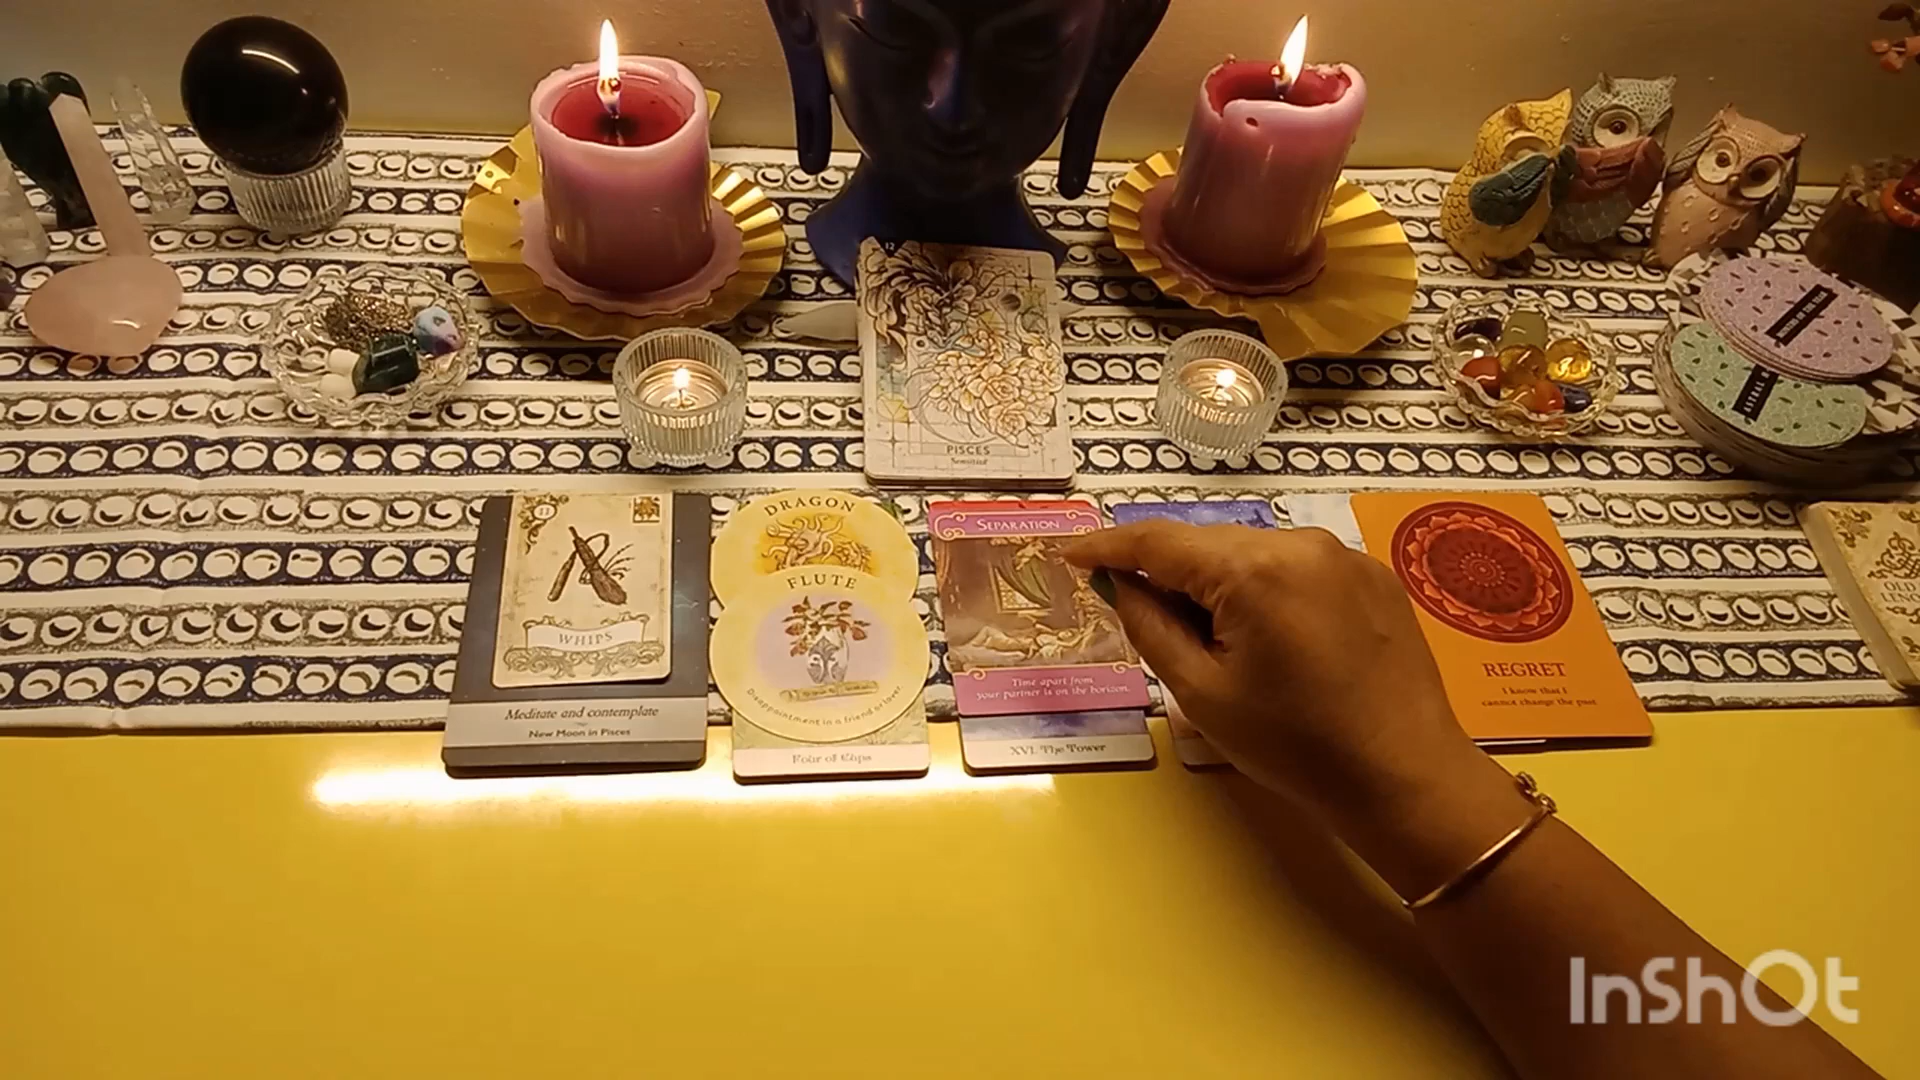 12
PISCES
Sensitive
11
WHIPS
Meditate and contemplate
New Moon in Pisces
DRAGON
FLUTE
Disappointment in a friend or lover.
Four of Cups
SEPARATION
Time apart from
your partner is on the horizon.
XVI. The Tower
REGRET
I know that I
cannot change the past.
OLD
InShOt